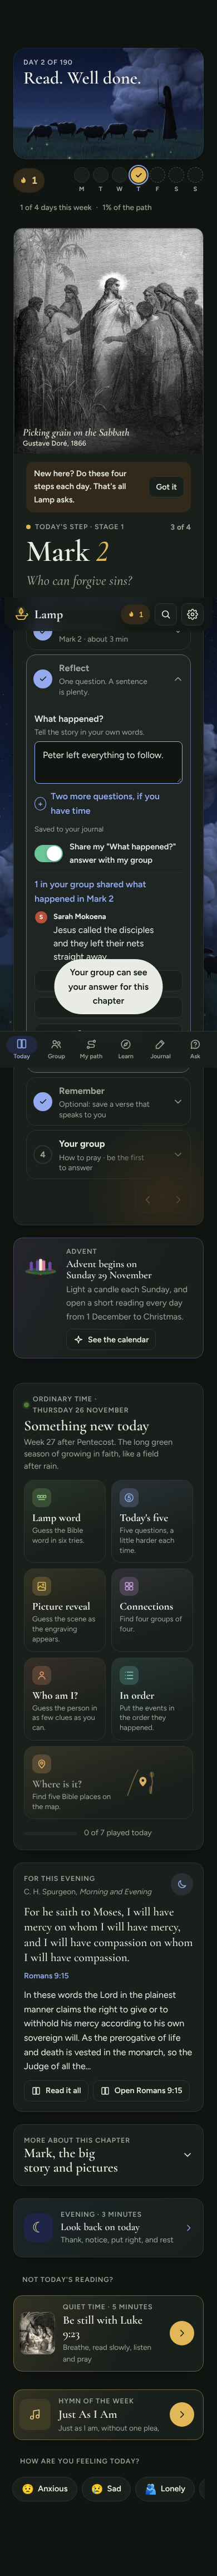 DAY 2 OF 190
Read. Well done.
1
M T W T F S S
1 of 4 days this week · 1% of the path
Picking grain on the Sabbath
Gustave Doré, 1866
New here? Do these four
steps each day. That's all
Lamp asks.
Got it
TODAY'S STEP · STAGE 1
3 of 4
Mark 2
Who can forgive sins?
Lamp
1
Mark 2 · about 3 min
Reflect
One question. A sentence
is plenty.
What happened?
Tell the story in your own words.
Peter left everything to follow.
Two more questions, if you
have time
Saved to your journal
Share my "What happened?"
answer with my group
1 in your group shared what
happened in Mark 2
S
Sarah Mokoena
Jesus called the disciples
and they left their nets
straight away
Your group can see
your answer for this
chapter
Today
Group
My path
Learn
Journal
Ask
Remember
Optional: save a verse that
speaks to you
4
Your group
How to pray · be the first
to answer
ADVENT
Advent begins on
Sunday 29 November
Light a candle each Sunday, and
open a short reading every day
from 1 December to Christmas.
See the calendar
ORDINARY TIME ·
THURSDAY 26 NOVEMBER
Something new today
Week 27 after Pentecost. The long green
season of growing in faith, like a field
after rain.
Lamp word
Guess the Bible
word in six tries.
Today's five
Five questions, a
little harder each
time.
Picture reveal
Guess the scene as
the engraving
appears.
Connections
Find four groups of
four.
Who am I?
Guess the person in
as few clues as you
can.
In order
Put the events in
the order they
happened.
Where is it?
Find five Bible places on
the map.
0 of 7 played today
FOR THIS EVENING
C. H. Spurgeon, Morning and Evening
For he saith to Moses, I will have
mercy on whom I will have mercy,
and I will have compassion on whom
I will have compassion.
Romans 9:15
In these words the Lord in the plainest
manner claims the right to give or to
withhold his mercy according to his own
sovereign will. As the prerogative of life
and death is vested in the monarch, so the
Judge of all the…
Read it all
Open Romans 9:15
MORE ABOUT THIS CHAPTER
Mark, the big
story and pictures
EVENING · 3 MINUTES
Look back on today
Thank, notice, put right, and rest
NOT TODAY'S READING?
QUIET TIME · 5 MINUTES
Be still with Luke
9:23
Breathe, read slowly, listen
and pray
HYMN OF THE WEEK
Just As I Am
Just as I am, without one plea,
HOW ARE YOU FEELING TODAY?
Anxious
Sad
Lonely